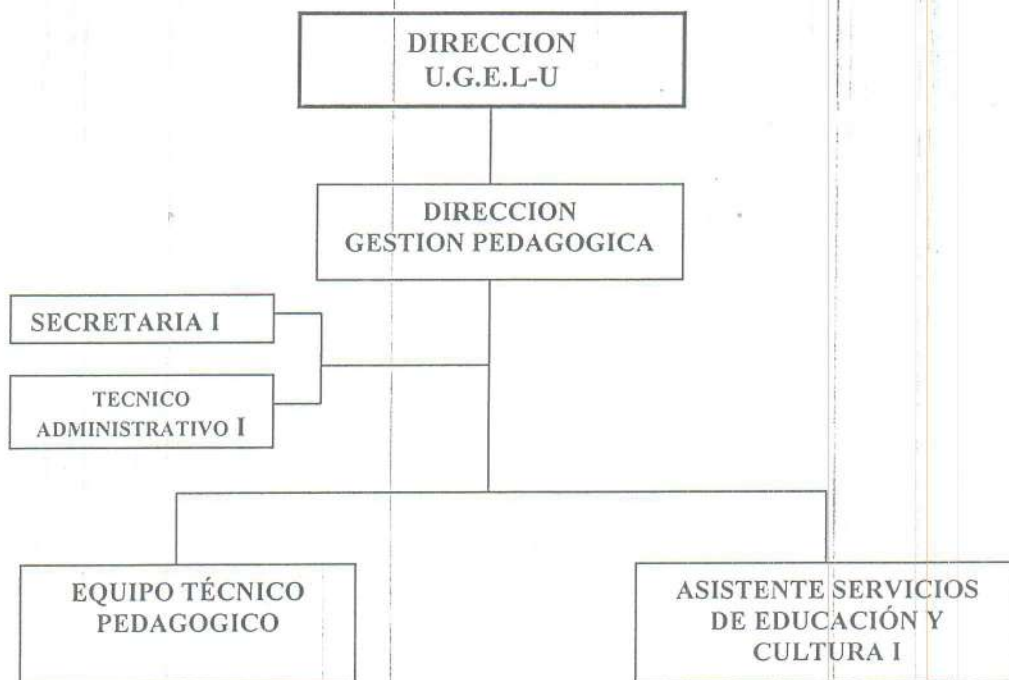 DIRECCION
U.G.E.L-U
DIRECCION
GESTION PEDAGOGICA
SECRETARIA I
TECNICO
ADMINISTRATIVO I
EQUIPO TÉCNICO
PEDAGOGICO
ASISTENTE SERVICIOS
DE EDUCACIÓN Y
CULTURA I